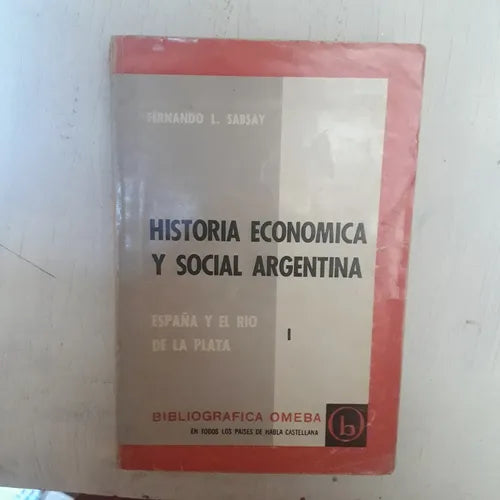 FERNANDO L. SABSAY
HISTORIA ECONOMICA
Y SOCIAL ARGENTINA
ESPAÑA Y EL RIO
DE LA PLATA
I
BIBLIOGRAFICA OMEBA
b
EN TODOS LOS PAISES DE HABLA CASTELLANA